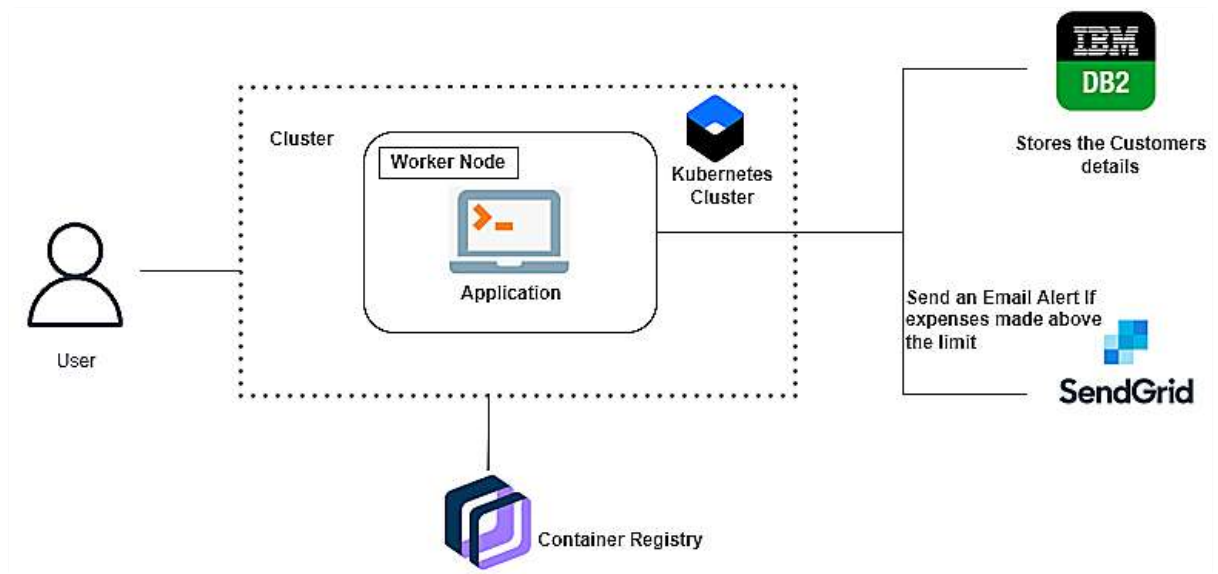 IBM
DB2
Stores the Customers
details
Cluster
Worker Node
Kubernetes
Cluster
Application
User
Send an Email Alert If
expenses made above
the limit
SendGrid
Container Registry